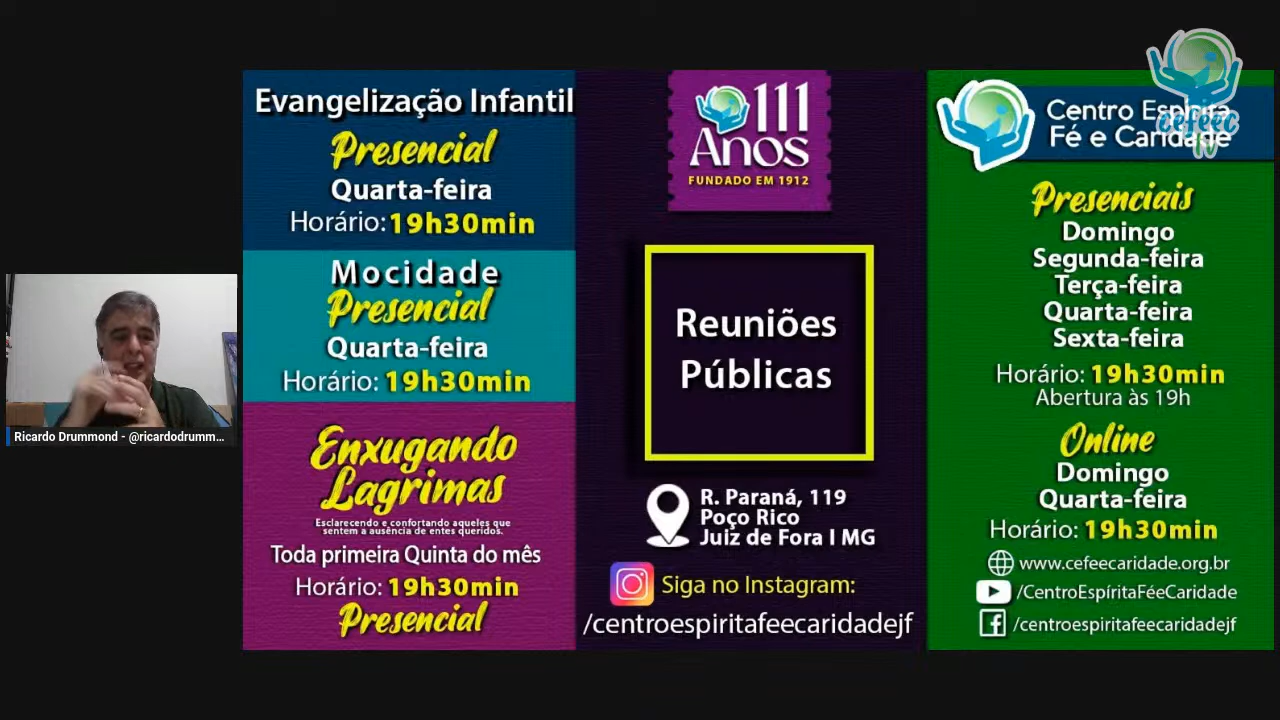 Evangelização Infantil
Presencial
Quarta-feira
Horário: 19h30min
Mocidade
Presencial
Quarta-feira
Horário: 19h30min
Enxugando
Lagrimas
Esclarecendo e confortando aqueles que
sentem a ausência de entes queridos.
Toda primeira Quinta do mês
Horário: 19h30min
Presencial
111
Anos
FUNDADO EM 1912
Reuniões
Públicas
R. Paraná, 119
Poço Rico
Juiz de Fora I MG
Siga no Instagram:
/centroespiritafeecaridadejf
Centro Espírita
Fé e Caridade
cefeec
tv
Presenciais
Domingo
Segunda-feira
Terça-feira
Quarta-feira
Sexta-feira
Horário: 19h30min
Abertura às 19h
Online
Domingo
Quarta-feira
Horário: 19h30min
www.cefeecaridade.org.br
/CentroEspíritaFéeCaridade
/centroespiritafeecaridadejf
Ricardo Drummond - @ricardodrumm...